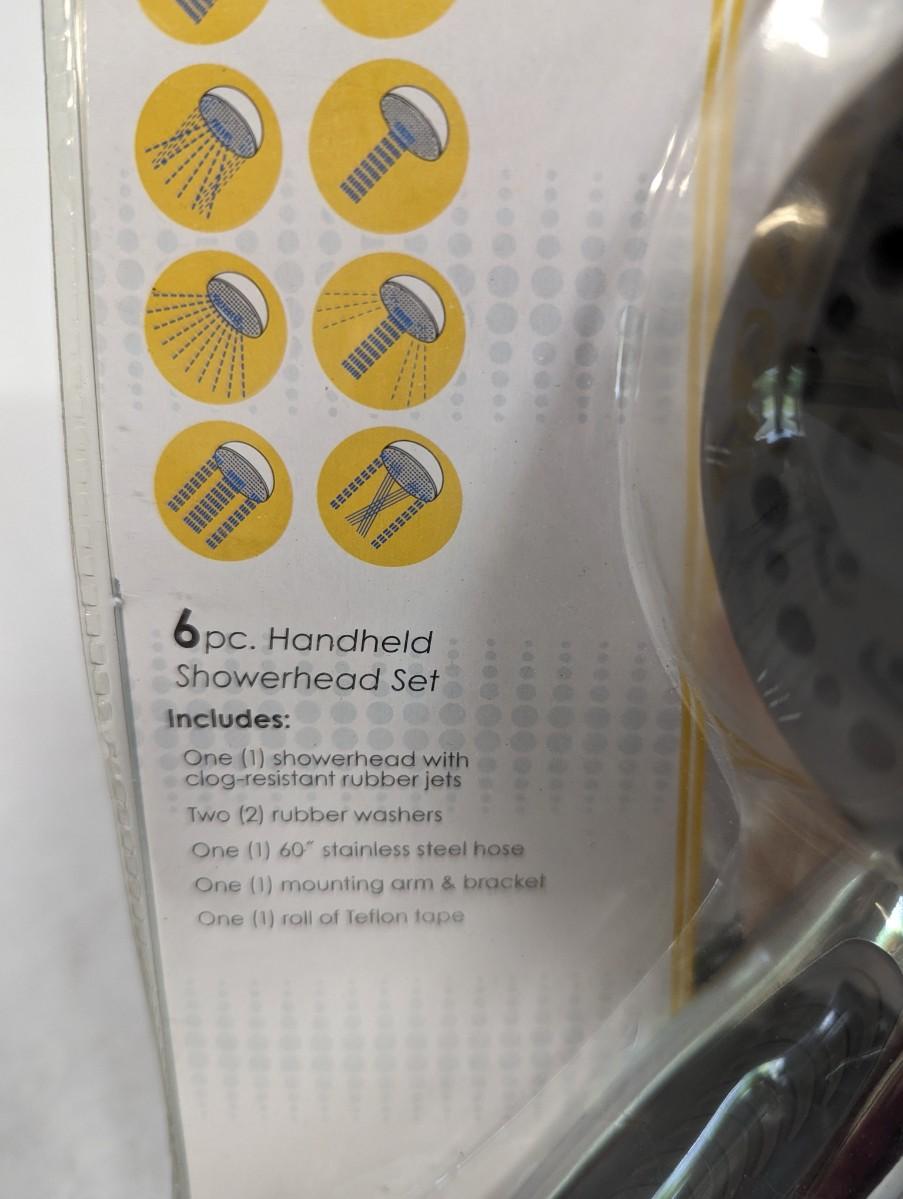 6pc. Handheld
Showerhead Set
Includes:
One (1) showerhead with
clog-resistant rubber jets
Two (2) rubber washers
One (1) 60″ stainless steel hose
One (1) mounting arm & bracket
One (1) roll of Teflon tape